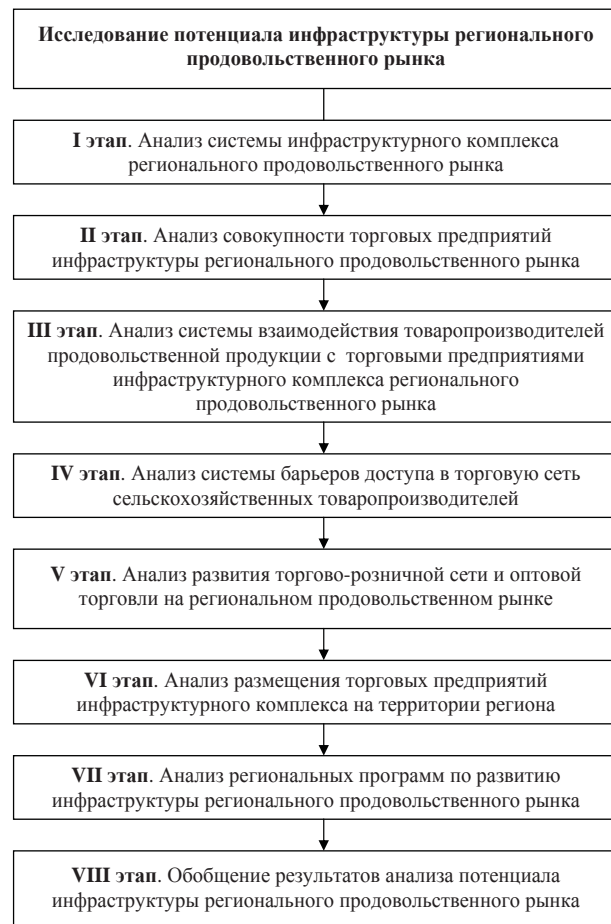 Исследование потенциала инфраструктуры регионального
продовольственного рынка
I этап. Анализ системы инфраструктурного комплекса
регионального продовольственного рынка
II этап. Анализ совокупности торговых предприятий
инфраструктуры регионального продовольственного рынка
III этап. Анализ системы взаимодействия товаропроизводителей
продовольственной продукции с торговыми предприятиями
инфраструктурного комплекса регионального
продовольственного рынка
IV этап. Анализ системы барьеров доступа в торговую сеть
сельскохозяйственных товаропроизводителей
V этап. Анализ развития торгово-розничной сети и оптовой
торговли на региональном продовольственном рынке
VI этап. Анализ размещения торговых предприятий
инфраструктурного комплекса на территории региона
VII этап. Анализ региональных программ по развитию
инфраструктуры регионального продовольственного рынка
VIII этап. Обобщение результатов анализа потенциала
инфраструктуры регионального продовольственного рынка